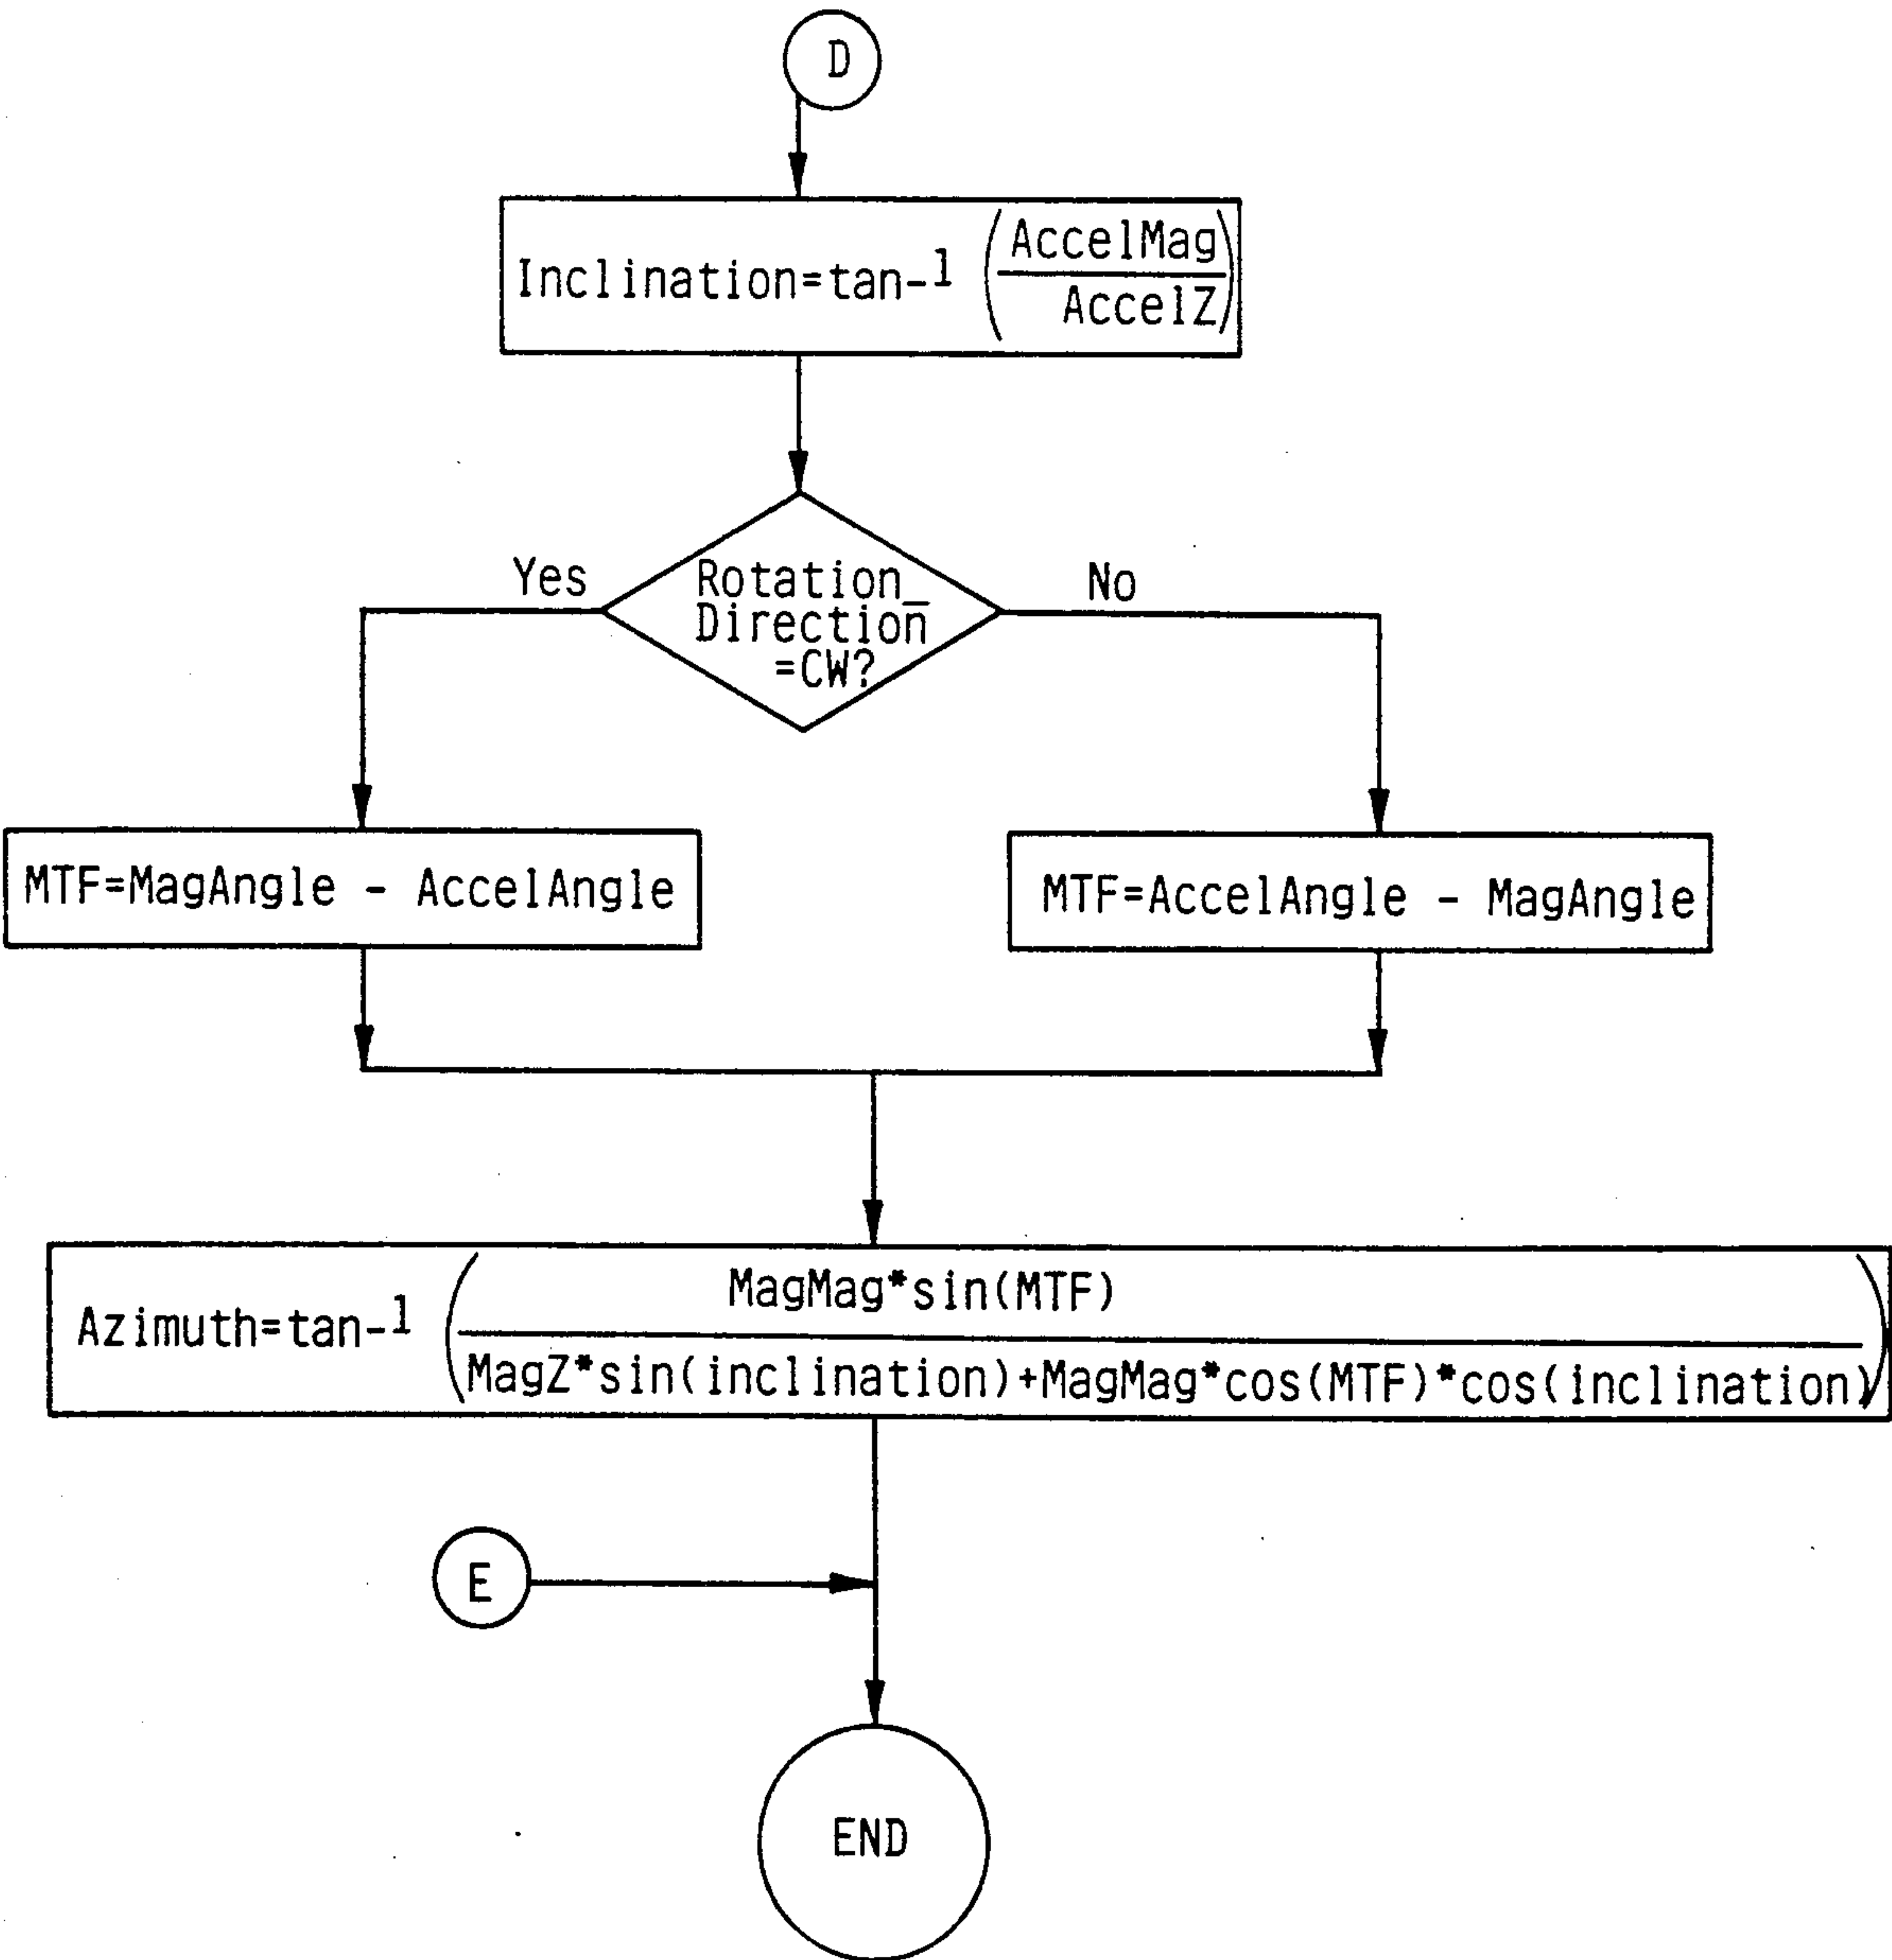 D
Inclination=tan-1 (AccelMag
AccelZ)
Yes
Rotation_
Direction
=CW?
No
MTF=MagAngle - AccelAngle
MTF=AccelAngle - MagAngle
Azimuth=tan-1 (MagMag*sin(MTF)
MagZ*sin(inclination)+MagMag*cos(MTF)*cos(inclination))
E
END